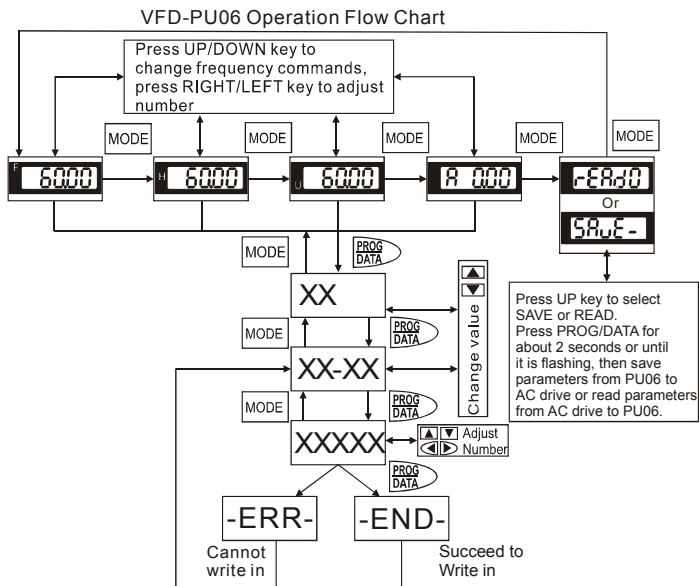 VFD-PU06 Operation Flow Chart
Press UP/DOWN key to
change frequency commands,
press RIGHT/LEFT key to adjust
number
MODE
MODE
MODE
MODE
MODE
F 60.00
H 60.00
U 60.00
A 0.00
rEAd0
Or
SAvE-
MODE
PROG
DATA
XX
Change value
Press UP key to select
SAVE or READ.
Press PROG/DATA for
about 2 seconds or until
it is flashing, then save
parameters from PU06 to
AC drive or read parameters
from AC drive to PU06.
MODE
PROG
DATA
XX-XX
MODE
PROG
DATA
XXXXX
Adjust
Number
PROG
DATA
-ERR-
-END-
Cannot
write in
Succeed to
Write in